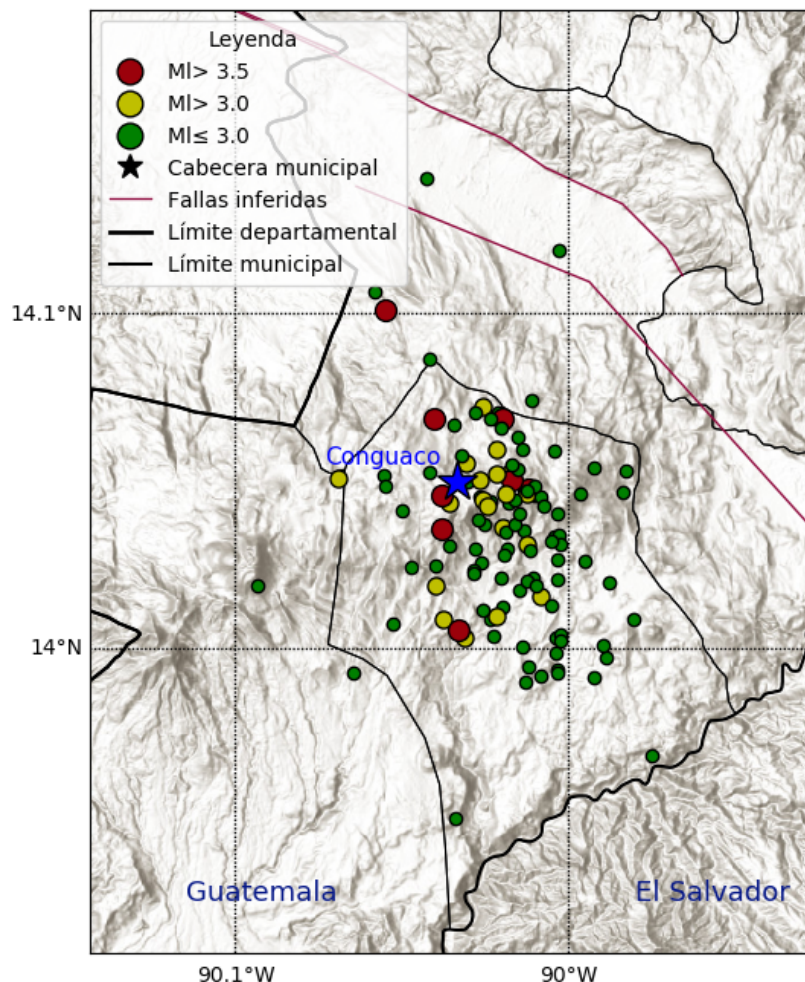 Leyenda
Ml> 3.5
Ml> 3.0
Ml≤ 3.0
Cabecera municipal
Fallas inferidas
Límite departamental
Límite municipal
14.1°N
Conguaco
14°N
Guatemala
El Salvador
90.1°W
90°W